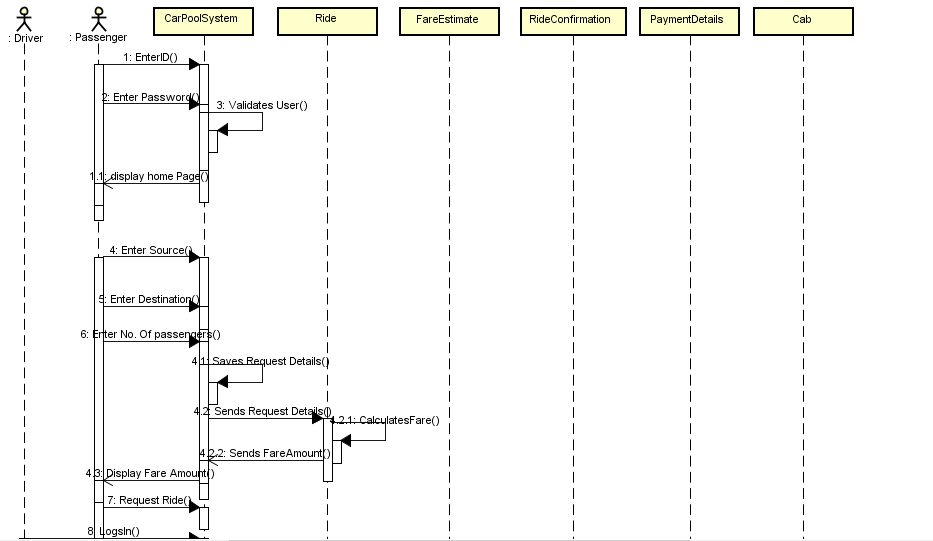 CarPoolSystem Ride FareEstimate RideConfirmation PaymentDetails Cab
: Driver : Passenger
1: EnterID()
2: Enter Password()
3: Validates User()
1.1: display home Page()
4: Enter Source()
5: Enter Destination()
6: Enter No. Of passengers()
4.1: Saves Request Details()
4.2: Sends Request Details()
4.2.1: CalculatesFare()
4.2.2: Sends FareAmount()
4.3: Display Fare Amount()
7: Request Ride()
8: LogsIn()